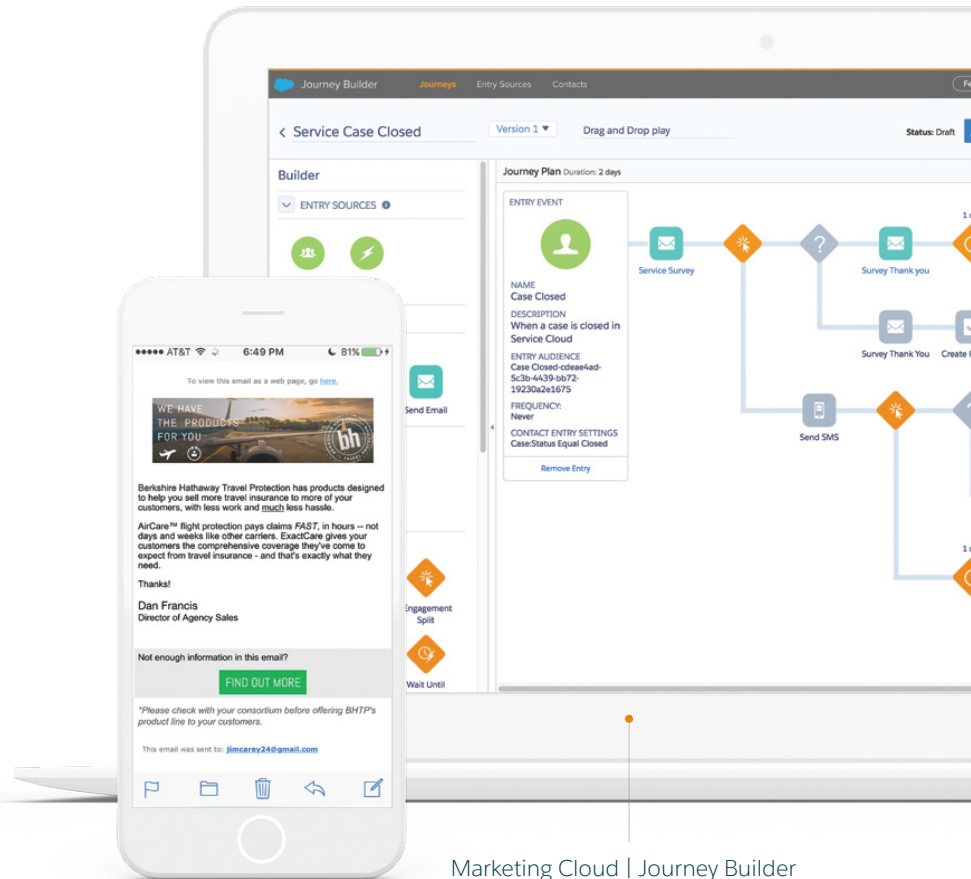 Journey Builder
Journeys
Entry Sources
Contacts
Service Case Closed
Version 1
Drag and Drop play
Status: Draft
Builder
ENTRY SOURCES
Send Email
Engagement
Split
Wait Until
Journey Plan Duration: 2 days
ENTRY EVENT
NAME
Case Closed
DESCRIPTION
When a case is closed in
Service Cloud
ENTRY AUDIENCE
Case Closed-cdeae4ad-
5c3b-4439-bb72-
19230a2e1675
FREQUENCY:
Never
CONTACT ENTRY SETTINGS
Case:Status Equal Closed
Remove Entry
Service Survey
?
Survey Thank you
Survey Thank You
Create
Send SMS
AT&T
6:49 PM
81%
To view this email as a web page, go here.
WE HAVE
THE PRODUCTS
FOR YOU
bh
Berkshire Hathaway Travel Protection has products designed
to help you sell more travel insurance to more of your
customers, with less work and much less hassle.
AirCare™ flight protection pays claims FAST, in hours -- not
days and weeks like other carriers. ExactCare gives your
customers the comprehensive coverage they've come to
expect from travel insurance - and that's exactly what they
need.
Thanks!
Dan Francis
Director of Agency Sales
Not enough information in this email?
FIND OUT MORE
*Please check with your consortium before offering BHTP's
product line to your customers.
This email was sent to: jimcarey24@gmail.com
Marketing Cloud | Journey Builder